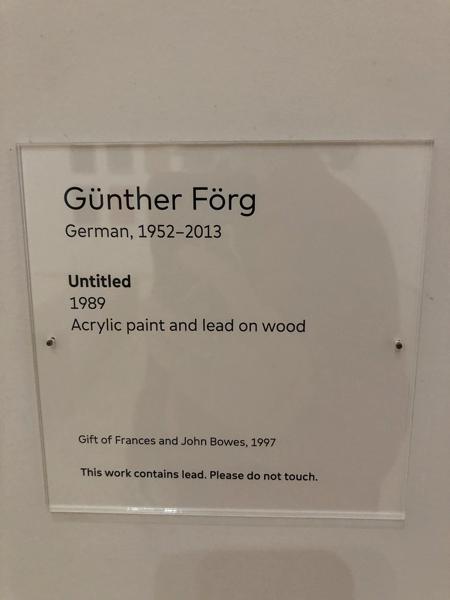 Günther Förg
German, 1952–2013
Untitled
1989
Acrylic paint and lead on wood
Gift of Frances and John Bowes, 1997
This work contains lead. Please do not touch.